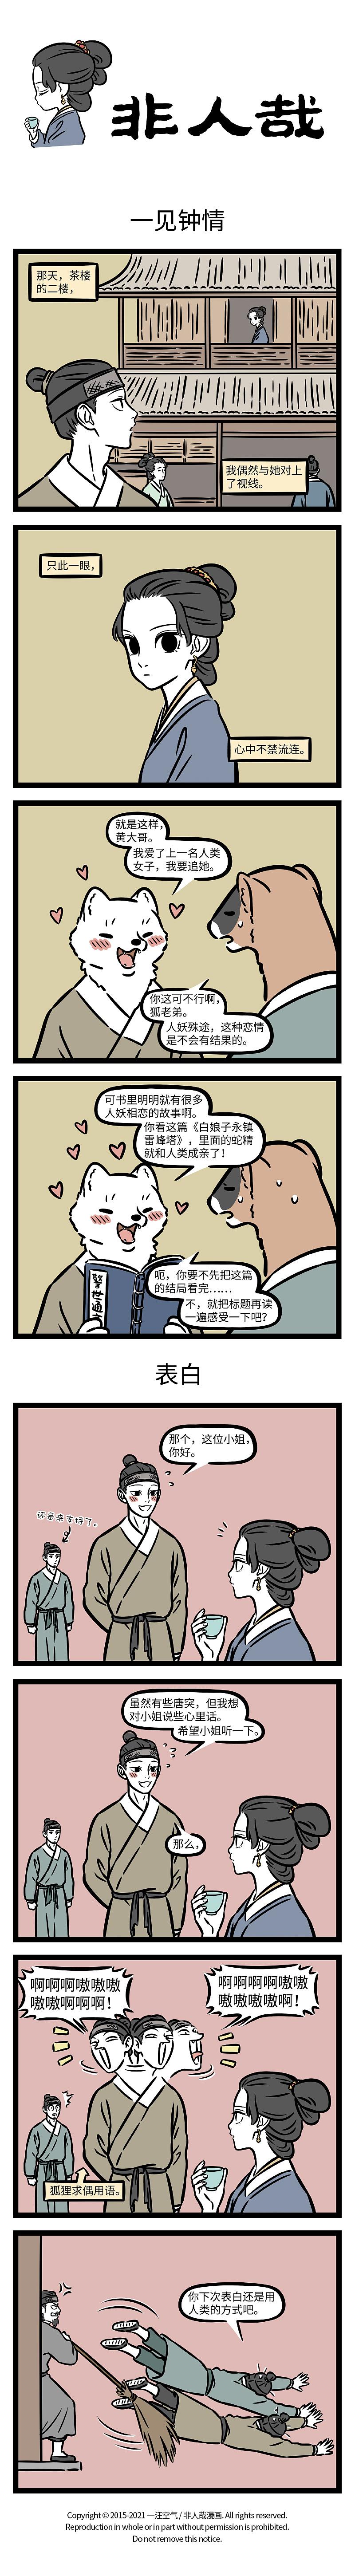 非人哉
一见钟情
那天，茶楼
的二楼，
我偶然与她对上
了视线。
只此一眼，
心中不禁流连。
就是这样，
黄大哥。
我爱了上一名人类
女子，我要追她。
你这可不行啊，
狐老弟。
人妖殊途，这种恋情
是不会有结果的。
可书里明明就有很多
人妖相恋的故事啊。
你看这篇《白娘子永镇
雷峰塔》，里面的蛇精
就和人类成亲了！
警世通言
呃，你要不先把这篇
的结局看完……
不，就把标题再读
一遍感受一下吧？
表白
那个，这位小姐，
你好。
还是来支持了。
虽然有些唐突，但我想
对小姐说些心里话。
希望小姐听一下。
那么，
啊啊啊嗷嗷嗷
嗷嗷啊啊啊！
啊啊啊啊嗷嗷
嗷嗷嗷嗷啊！
狐狸求偶用语。
你下次表白还是用
人类的方式吧。
Copyright © 2015-2021 一汪空气 / 非人哉漫画. All rights reserved.
Reproduction in whole or in part without permission is prohibited.
Do not remove this notice.